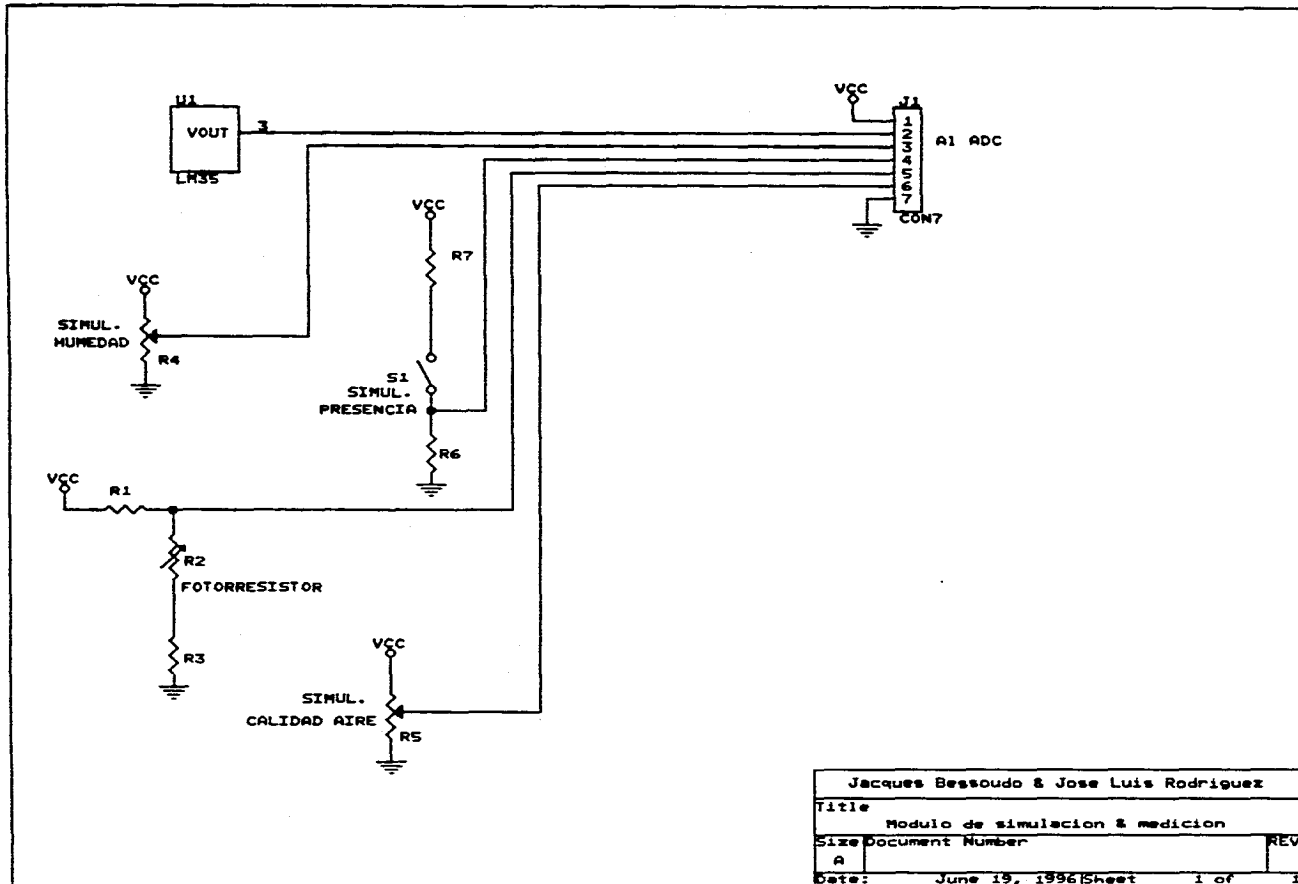 U1
VOUT
3
LM35
VCC
J1
1
2
3
4
5
6
7
A1 ADC
CON7
VCC
R7
VCC
SIMUL.
HUMEDAD
R4
S1
SIMUL.
PRESENCIA
R6
VCC
R1
R2
FOTORRESISTOR
R3
VCC
SIMUL.
CALIDAD AIRE
R5
Jacques Bessoudo & Jose Luis Rodriguez
Title
Modulo de simulacion & medicion
Size Document Number REV
A
Date: June 19, 1996 Sheet 1 of 1